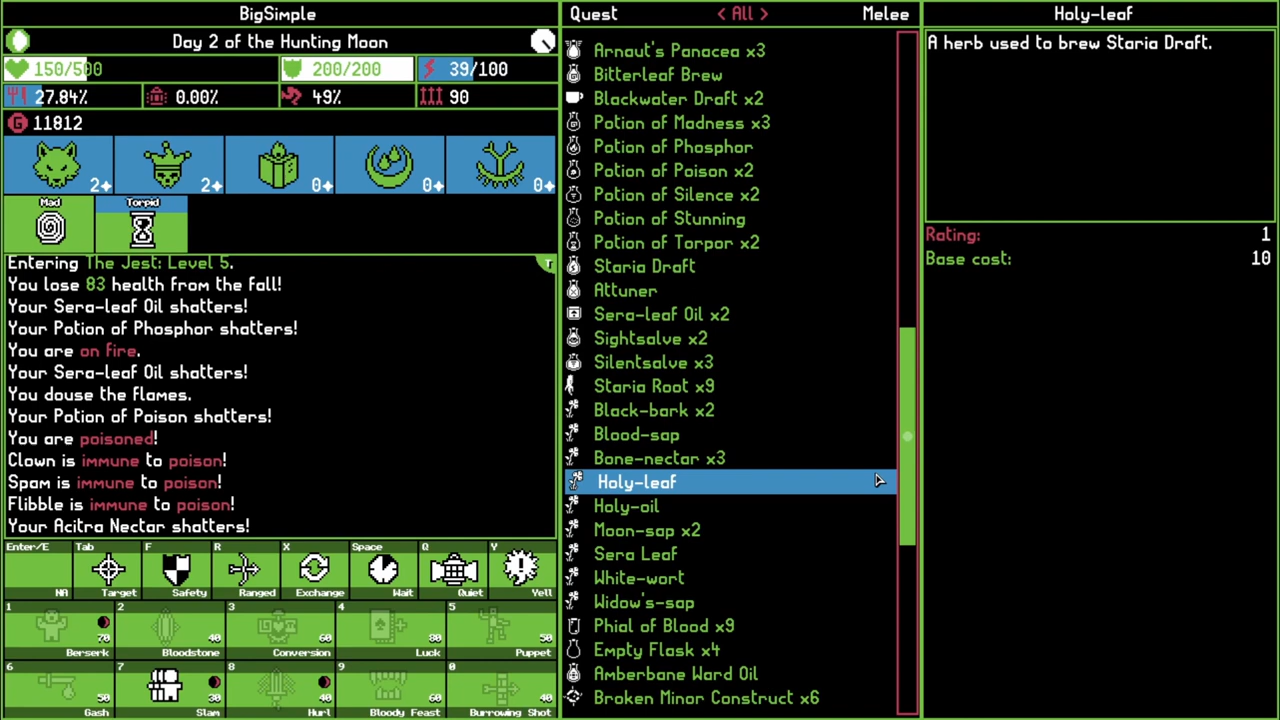 BigSimple
Day 2 of the Hunting Moon
150/500
200/200
39/100
27.84%
0.00%
49%
90
G 11812
2+
2+
0+
0+
0+
Mad
Torpid
Entering The Jest: Level 5.
You lose 83 health from the fall!
Your Sera-leaf Oil shatters!
Your Potion of Phosphor shatters!
You are on fire.
Your Sera-leaf Oil shatters!
You douse the flames.
Your Potion of Poison shatters!
You are poisoned!
Clown is immune to poison!
Spam is immune to poison!
Flibble is immune to poison!
Your Acitra Nectar shatters!
T
Enter/E
NA
Tab
Target
F
Safety
R
Ranged
X
Exchange
Space
Wait
Q
Quiet
Y
Yell
1
70
Berserk
2
40
Bloodstone
3
60
Conversion
4
80
Luck
5
50
Puppet
6
50
Gash
7
30
Slam
8
40
Hurl
9
60
Bloody Feast
0
40
Burrowing Shot
Quest
< All >
Melee
Arnaut's Panacea x3
Bitterleaf Brew
Blackwater Draft x2
Potion of Madness x3
Potion of Phosphor
Potion of Poison x2
Potion of Silence x2
Potion of Stunning
Potion of Torpor x2
Staria Draft
Attuner
Sera-leaf Oil x2
Sightsalve x2
Silentsalve x3
Staria Root x9
Black-bark x2
Blood-sap
Bone-nectar x3
Holy-leaf
Holy-oil
Moon-sap x2
Sera Leaf
White-wort
Widow's-sap
Phial of Blood x9
Empty Flask x4
Amberbane Ward Oil
Broken Minor Construct x6
Holy-leaf
A herb used to brew Staria Draft.
Rating: 1
Base cost: 10